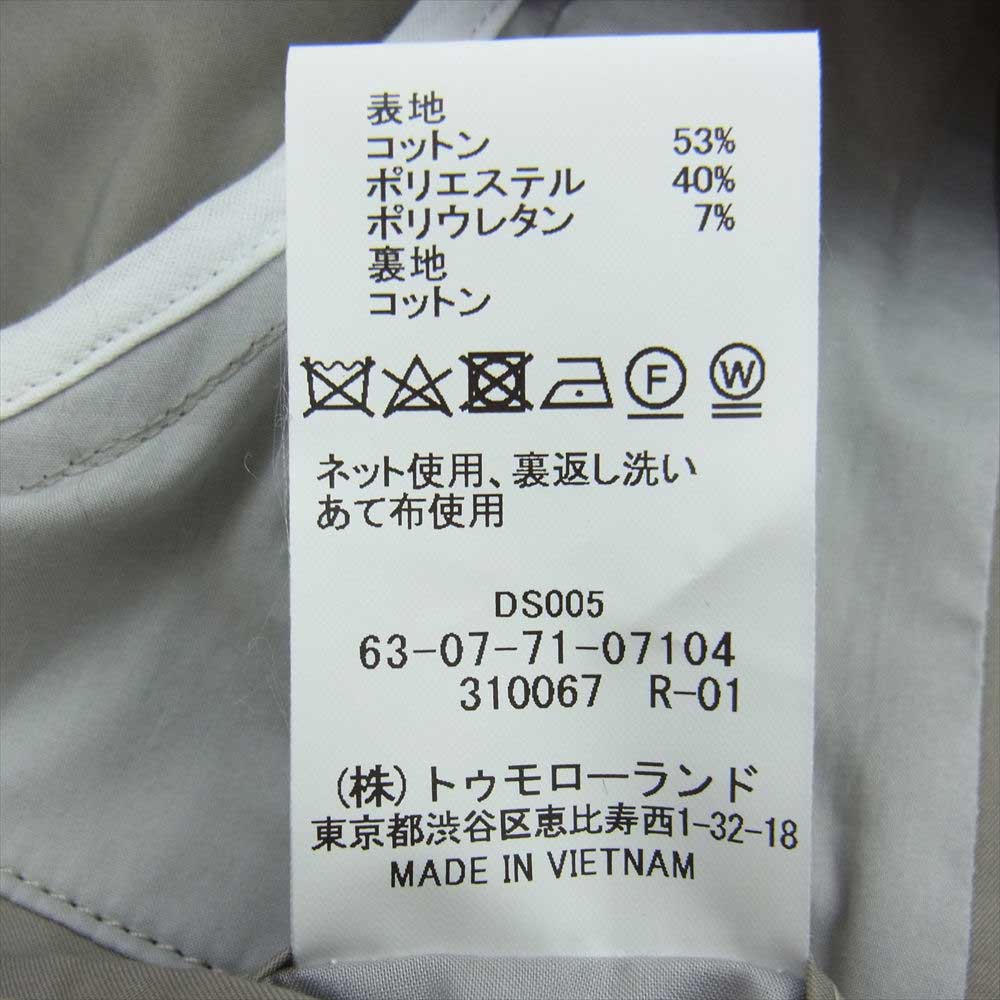 表地
コットン 53%
ポリエステル 40%
ポリウレタン 7%
裏地
コットン
F W
ネット使用、裏返し洗い
あて布使用
DS005
63-07-71-07104
310067 R-01
(株)トゥモローランド
東京都渋谷区恵比寿西1-32-18
MADE IN VIETNAM